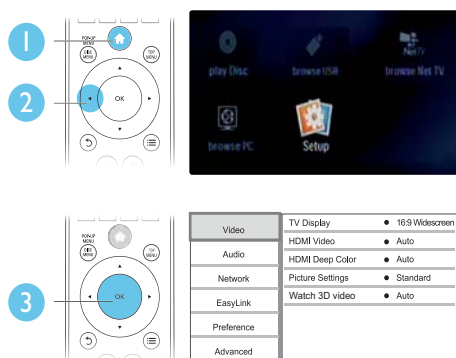 1
POP-UP
MENU
DISC
MENU
TOP
MENU
2
OK
play Disc
browse USB
NetTV
browse Net TV
browse PC
Setup
POP-UP
MENU
DISC
MENU
TOP
MENU
3
OK
Video
Audio
Network
EasyLink
Preference
Advanced
TV Display ● 16:9 Widescreen
HDMI Video ● Auto
HDMI Deep Color ● Auto
Picture Settings ● Standard
Watch 3D video ● Auto